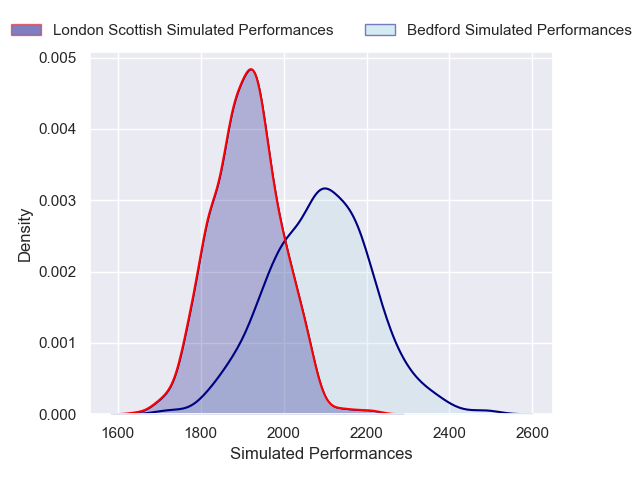 London Scottish Simulated Performances
Bedford Simulated Performances
0.005
0.004
0.003
0.002
0.001
0.000
Density
1600 1800 2000 2200 2400 2600
Simulated Performances